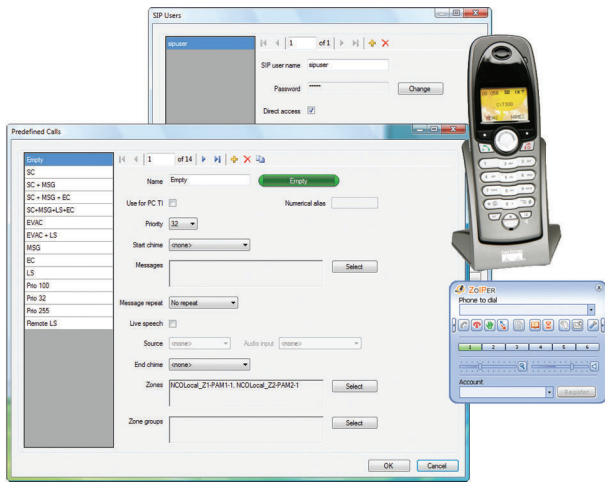 SIP Users
sipuser
1 of 1
SIP user name sipuser
Password •••••
Change
Direct access
Predefined Calls
Empty
SC
SC + MSG
SC + MSG + EC
SC+MSG+LS+EC
EVAC
EVAC + LS
MSG
EC
LS
Prio 100
Prio 32
Prio 255
Remote LS
1 of 14
Name Empty Empty
Use for PC TI Numerical alias
Priority 32
Start chime <none>
Messages Select
Message repeat No repeat
Live speech
Source <none> Audio input <none>
End chime <none>
Zones NCOLocal_Z1-PAM1-1, NCOLocal_Z2-PAM2-1 Select
Zone groups Select
OK Cancel
MENU
ZOIPER
Phone to dial
1 2 3 4 5 6
Account
Register